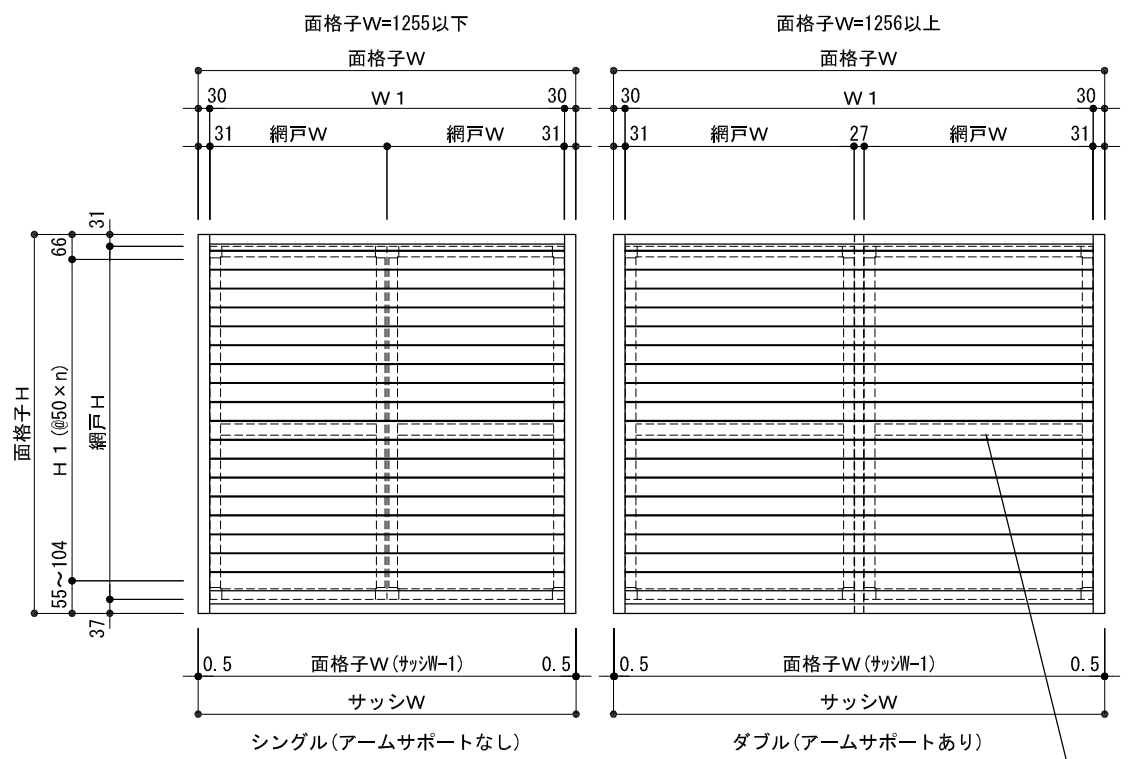 面格子W=1255以下
面格子W
30 W1 30
31 網戸W 網戸W 31
31
66
面格子H
H1(@50×n)
網戸H
55～104
37
0.5 面格子W(サッシW-1) 0.5
サッシW
シングル(アームサポートなし)
面格子W=1256以上
面格子W
30 W1 30
31 網戸W 27 網戸W 31
0.5 面格子W(サッシW-1) 0.5
サッシW
ダブル(アームサポートあり)